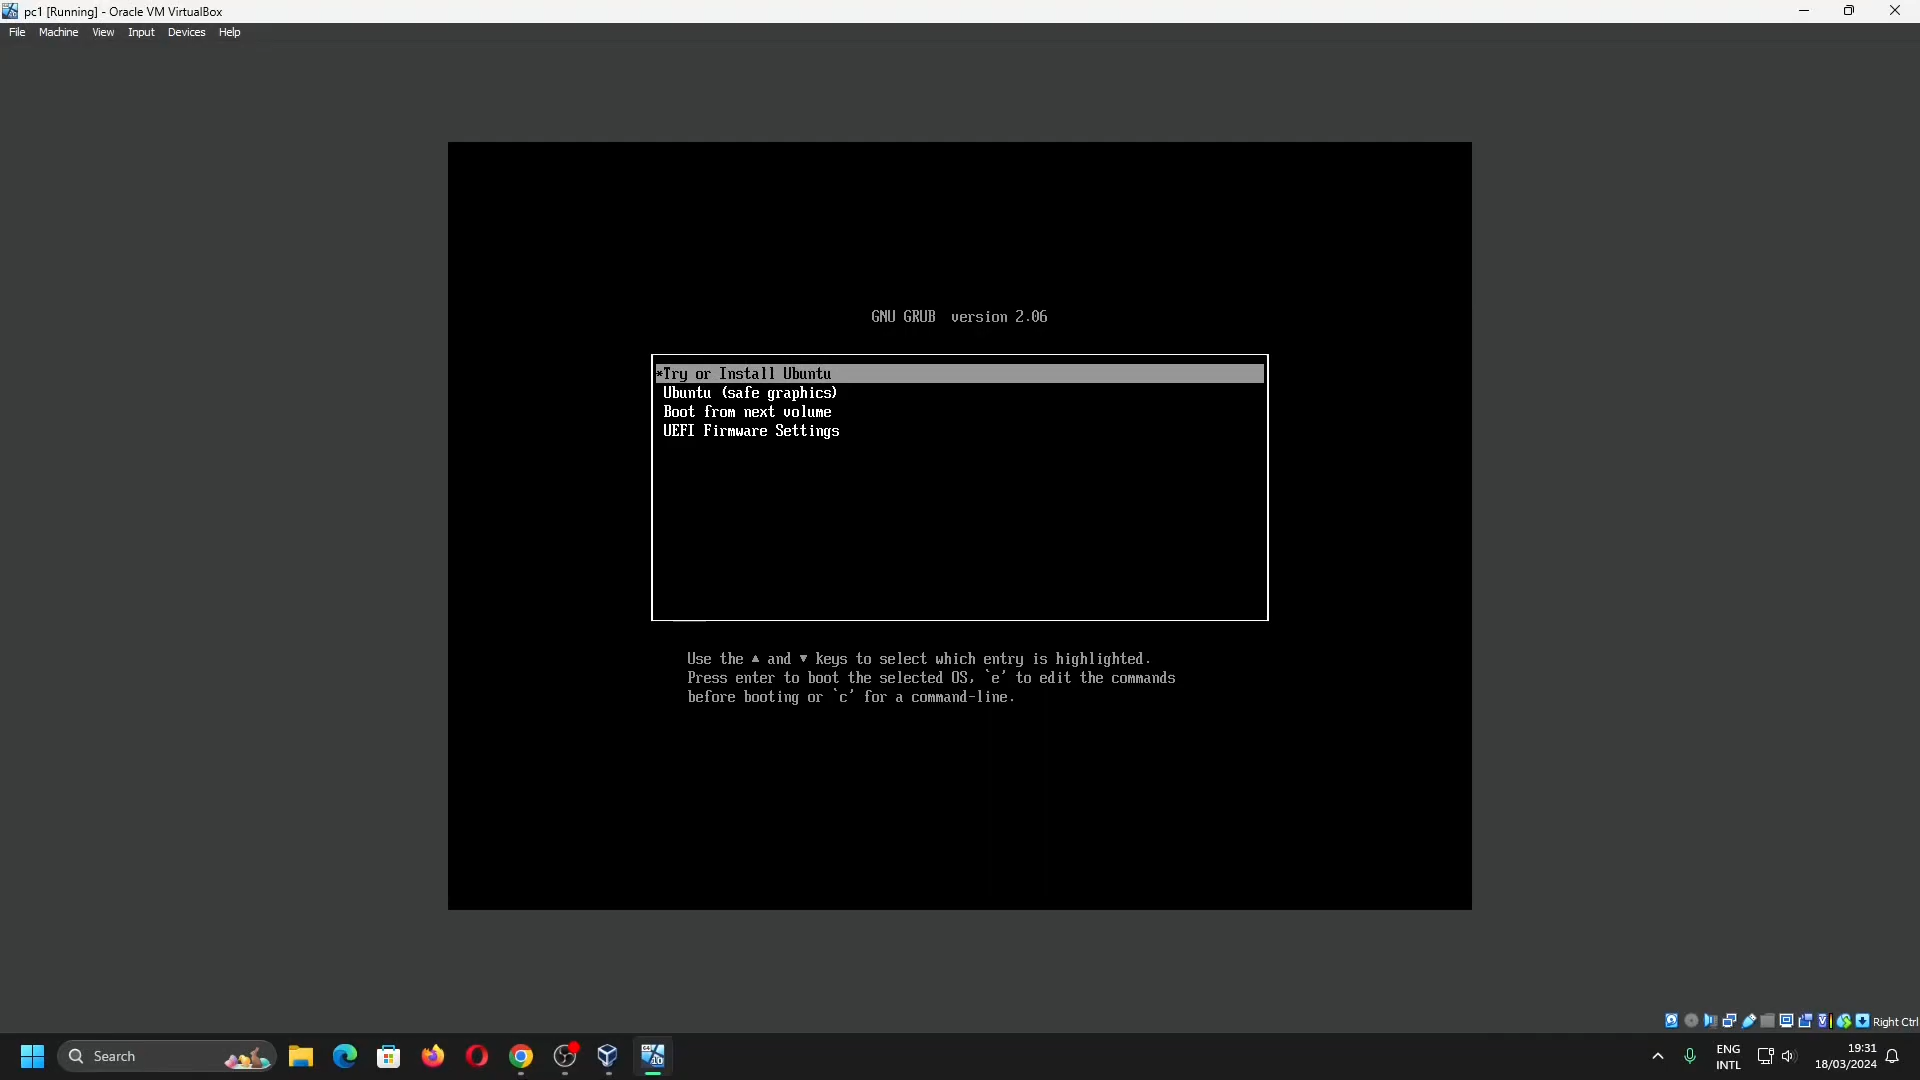 pc1 [Running] - Oracle VM VirtualBox
File Machine View Input Devices Help
GNU GRUB version 2.06
*Try or Install Ubuntu
Ubuntu (safe graphics)
Boot from next volume
UEFI Firmware Settings
Use the ▲ and ▼ keys to select which entry is highlighted.
Press enter to boot the selected OS, `e' to edit the commands
before booting or `c' for a command-line.
Right Ctrl
Search
ENG
INTL
19:31
18/03/2024